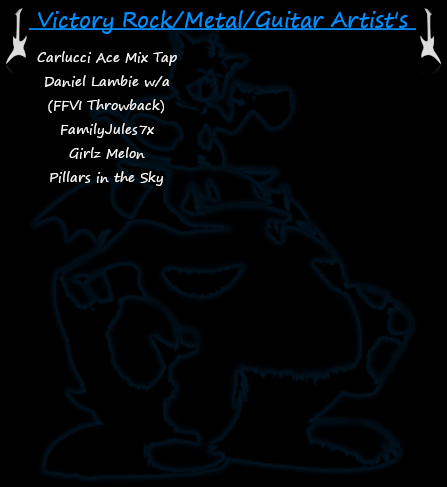 Victory Rock/Metal/Guitar Artist's
Carlucci Ace Mix Tap
Daniel Lambie w/a
(FFVI Throwback)
FamilyJules7x
Girlz Melon
Pillars in the Sky